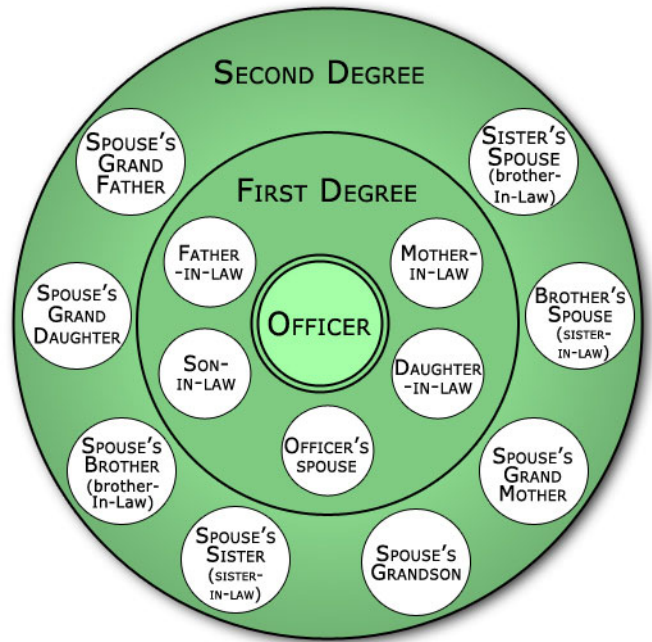 SECOND DEGREE
SPOUSE'S
GRAND
FATHER
SISTER'S
SPOUSE
(brother-
In-Law)
FIRST DEGREE
FATHER
-IN-LAW
MOTHER-
IN-LAW
SPOUSE'S
GRAND
DAUGHTER
OFFICER
BROTHER'S
SPOUSE
(SISTER-
IN-LAW)
SON-
IN-LAW
DAUGHTER
-IN-LAW
OFFICER'S
SPOUSE
SPOUSE'S
BROTHER
(brother-
In-Law)
SPOUSE'S
GRAND
MOTHER
SPOUSE'S
SISTER
(SISTER-
IN-LAW)
SPOUSE'S
GRANDSON